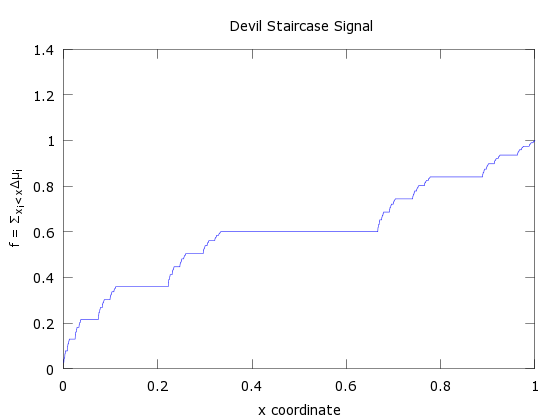 Devil Staircase Signal
1.4
1.2
1
0.8
0.6
0.4
0.2
0
f = Σxᵢ<xΔμᵢ
0 0.2 0.4 0.6 0.8 1
x coordinate